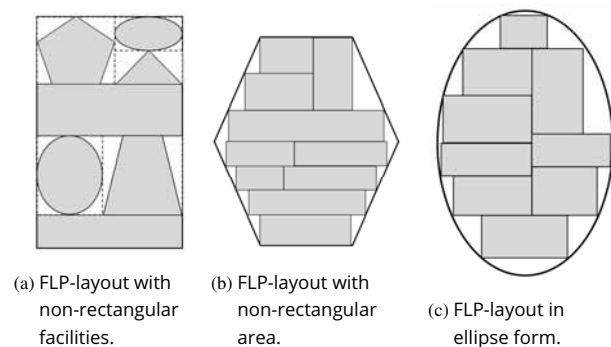 (a) FLP-layout with
non-rectangular
facilities.
(b) FLP-layout with
non-rectangular
area.
(c) FLP-layout in
ellipse form.